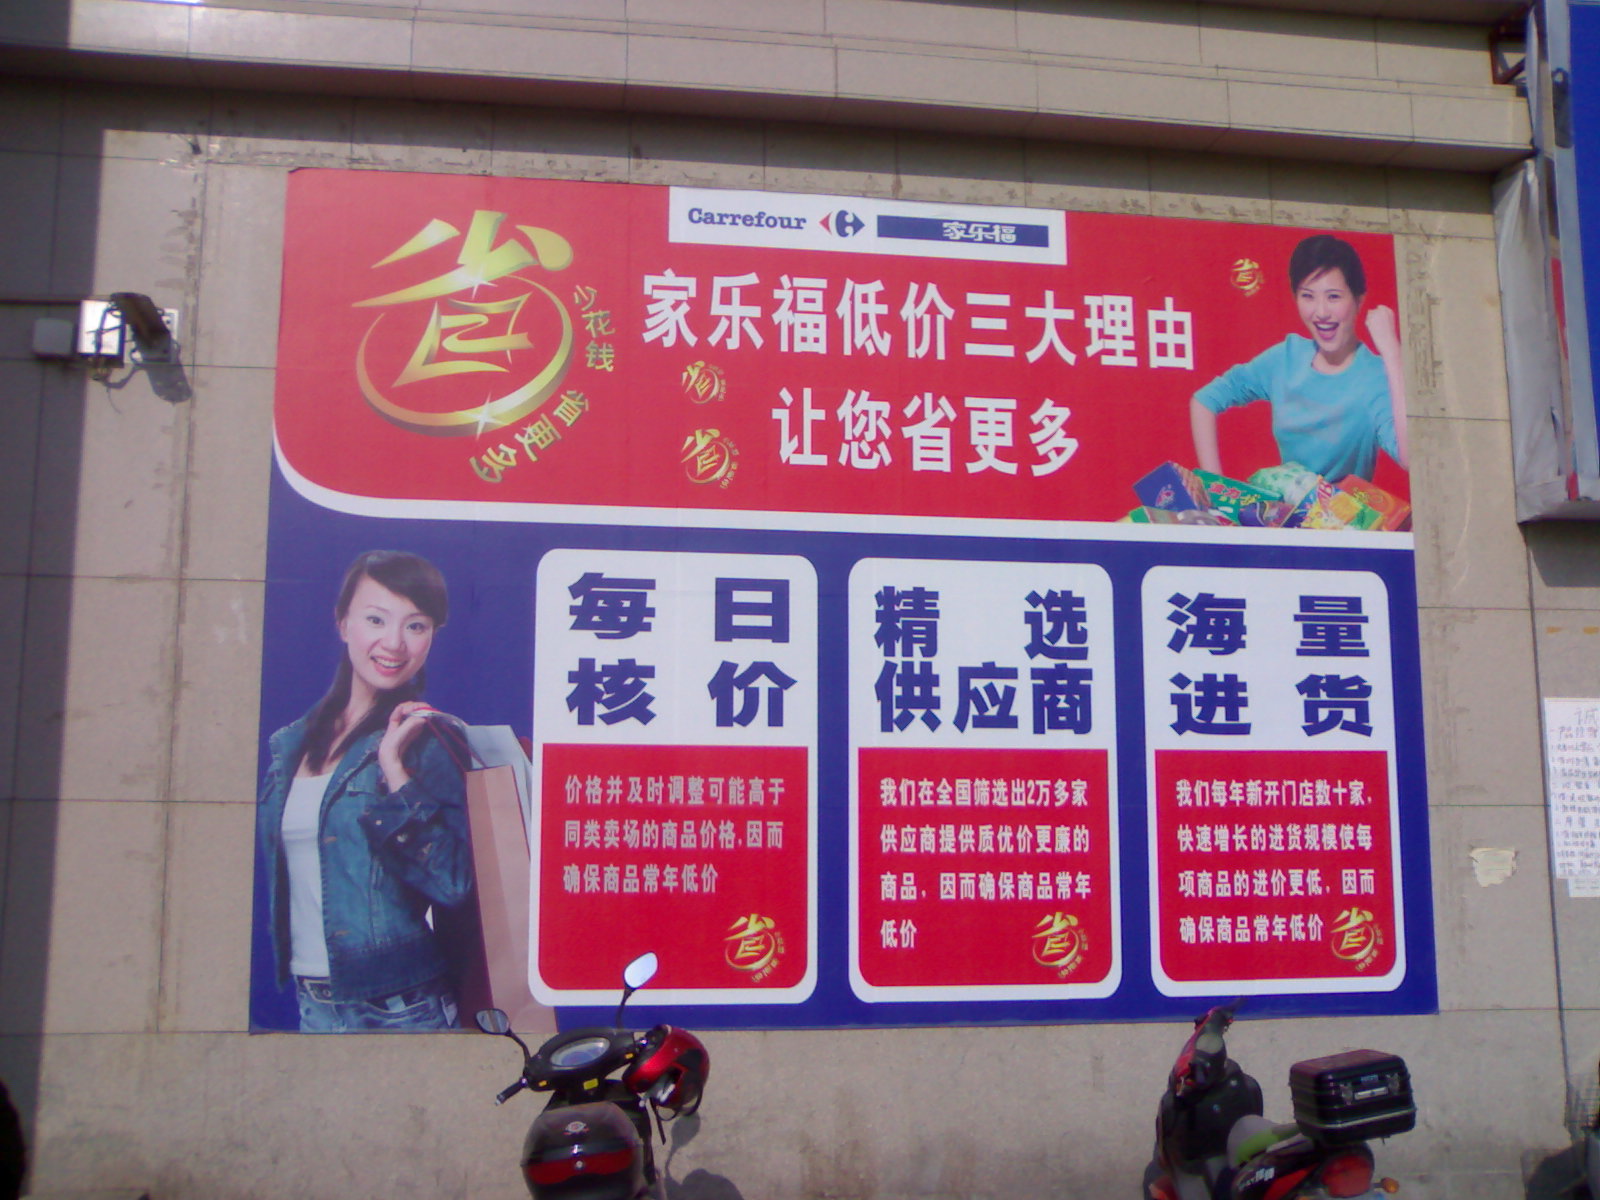 Carrefour 家乐福
省
少花钱 省更多
家乐福低价三大理由
让您省更多
每日
核价
价格并及时调整可能高于
同类卖场的商品价格,因而
确保商品常年低价
精选
供应商
我们在全国筛选出2万多家
供应商提供质优价更廉的
商品，因而确保商品常年
低价
海量
进货
我们每年新开门店数十家，
快速增长的进货规模使每
项商品的进价更低，因而
确保商品常年低价